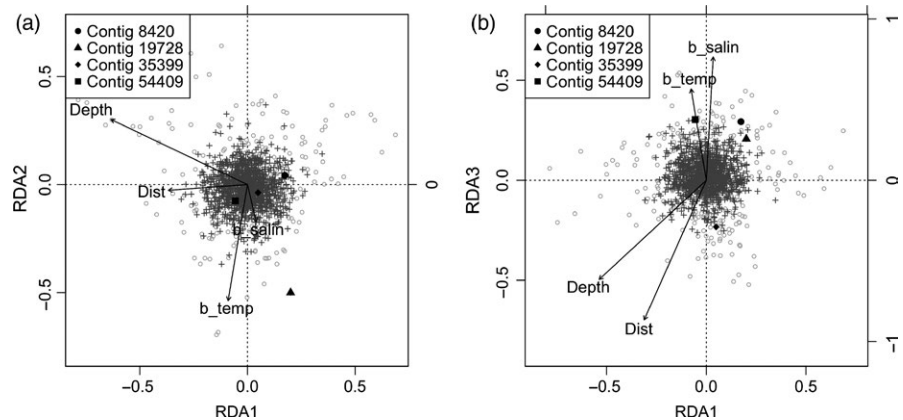 (a)
Contig 8420
Contig 19728
Contig 35399
Contig 54409
Depth
Dist
b_salin
b_temp
RDA2
0.5
0.0
−0.5
0
−0.5 0.0 0.5
RDA1
(b)
Contig 8420
Contig 19728
Contig 35399
Contig 54409
b_salin
b_temp
Depth
Dist
RDA3
0.5
0.0
−0.5
1
0
−1
−0.5 0.0 0.5
RDA1